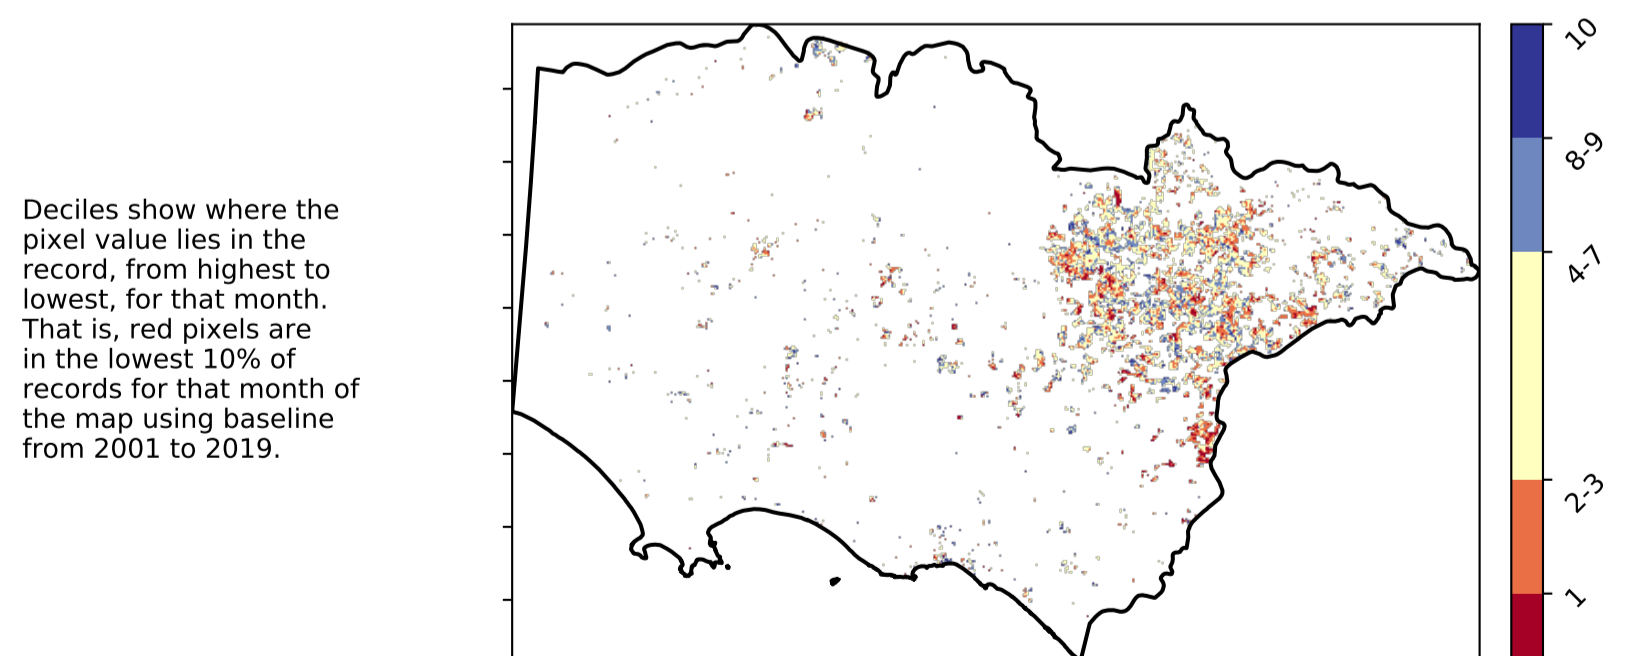 Deciles show where the
pixel value lies in the
record, from highest to
lowest, for that month.
That is, red pixels are
in the lowest 10% of
records for that month of
the map using baseline
from 2001 to 2019.
10
8-9
4-7
2-3
1